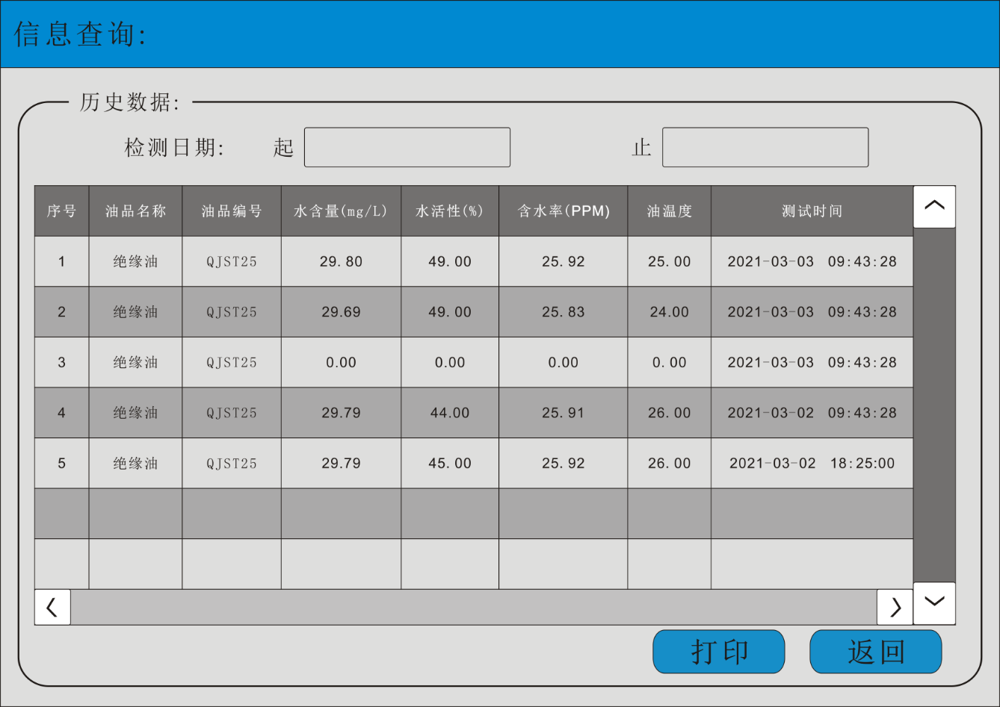 信息查询:
历史数据:
检测日期: 起 止
序号 油品名称 油品编号 水含量(mg/L) 水活性(%) 含水率(PPM) 油温度 测试时间
1 绝缘油 QJST25 29.80 49.00 25.92 25.00 2021-03-03 09:43:28
2 绝缘油 QJST25 29.69 49.00 25.83 24.00 2021-03-03 09:43:28
3 绝缘油 QJST25 0.00 0.00 0.00 0.00 2021-03-03 09:43:28
4 绝缘油 QJST25 29.79 44.00 25.91 26.00 2021-03-02 09:43:28
5 绝缘油 QJST25 29.79 45.00 25.92 26.00 2021-03-02 18:25:00
打印 返回